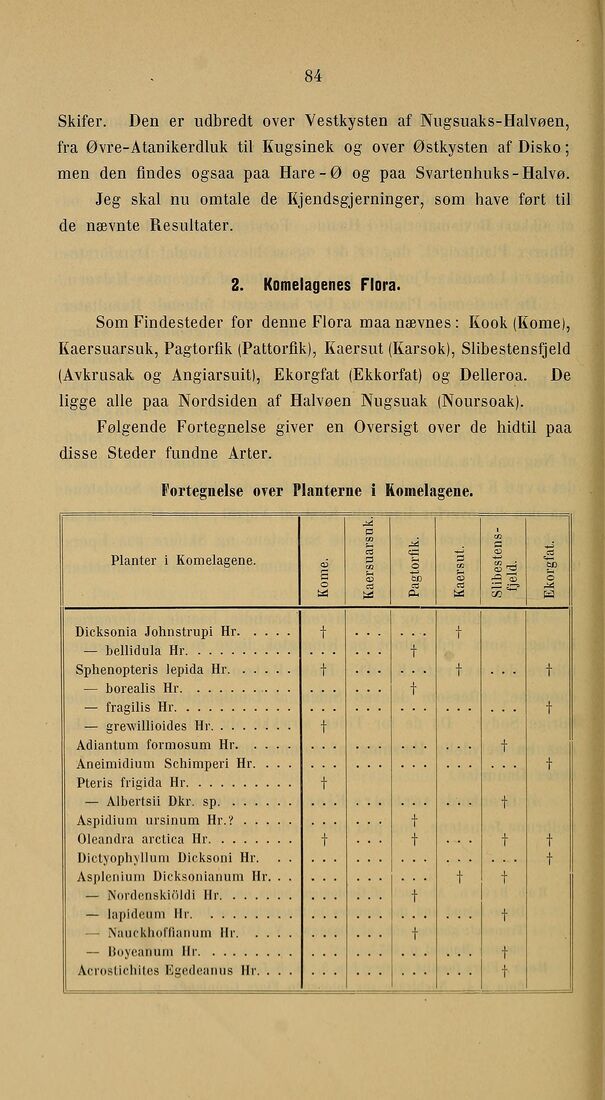 84
Skifer. Den er udbredt over Vestkysten af Nugsuaks-Halvøen,
fra Øvre-Atanikerdluk til Kugsinek og over Østkysten af Disko;
men den findes ogsaa paa Hare-Ø og paa Svartenhuks-Halvø.
Jeg skal nu omtale de Kjendsgjerninger, som have ført til
de nævnte Resultater.
2. Komelagenes Flora.
Som Findesteder for denne Flora maa nævnes: Kook (Kome),
Kaersuarsuk, Pagtorfik (Pattorfik), Kaersut (Karsok), Slibestensfjeld
(Avkrusak og Angiarsuit), Ekorgfat (Ekkorfat) og Delleroa. De
ligge alle paa Nordsiden af Halvøen Nugsuak (Noursoak).
Følgende Fortegnelse giver en Oversigt over de hidtil paa
disse Steder fundne Arter.
Fortegnelse over Planterne i Komelagene.
Planter i Komelagene. Kome. Kaersuarsuk. Pagtorfik. Kaersut. Slibestens-
fjeld. Ekorgfat.
Dicksonia Johnstrupi Hr. . . . . † . . . . . . †
— bellidula Hr. . . . . . . . . . . . . . . . †
Sphenopteris lepida Hr. . . . . . † . . . . . . † . . . †
— borealis Hr. . . . . . . . . . . . . . . . †
— fragilis Hr. . . . . . . . . . . . . . . . . . . . . . . . . †
— grewillioides Hr. . . . . . . . †
Adiantum formosum Hr. . . . . . . . . . . . . . . . . †
Aneimidium Schimperi Hr. . . . . . . . . . . . . . . . . . . †
Pteris frigida Hr. . . . . . . . . . †
— Albertsii Dkr. sp. . . . . . . . . . . . . . . . . . . †
Aspidium ursinum Hr.? . . . . . . . . . . . †
Oleandra arctica Hr. . . . . . . . † . . . † . . . † †
Dictyophyllum Dicksoni Hr. . . . . . . . . . . . . . . . . . †
Asplenium Dicksonianum Hr. . . . . . . . . . . . † †
— Nordenskiöldi Hr. . . . . . . . . . . . . †
— lapideum Hr. . . . . . . . . . . . . . . . . . . . . †
— Nauckhoffianum Hr. . . . . . . . . . . . †
— Boyeanum Hr. . . . . . . . . . . . . . . . . . . . . †
Acrostichites Egedeanus Hr. . . . . . . . . . . . . . . . †